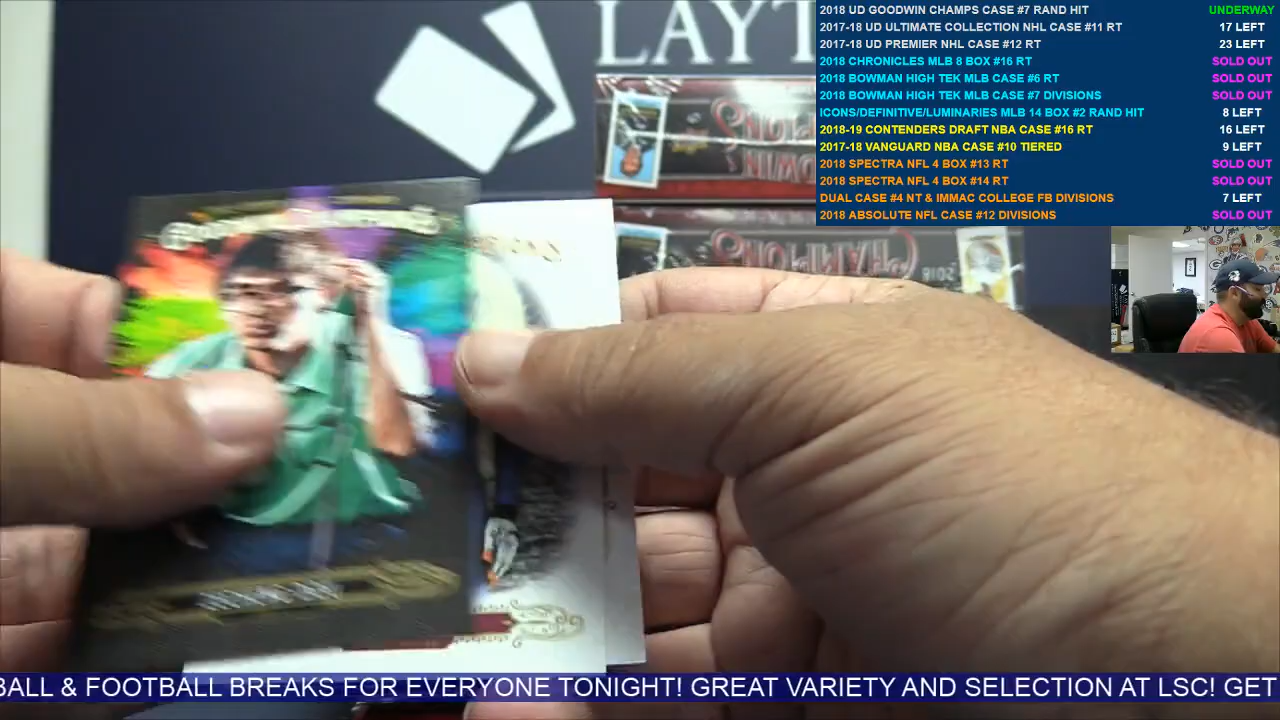 LAYT
2018 UD GOODWIN CHAMPS CASE #7 RAND HIT UNDERWAY
2017-18 UD ULTIMATE COLLECTION NHL CASE #11 RT 17 LEFT
2017-18 UD PREMIER NHL CASE #12 RT 23 LEFT
2018 CHRONICLES MLB 8 BOX #16 RT SOLD OUT
2018 BOWMAN HIGH TEK MLB CASE #6 RT SOLD OUT
2018 BOWMAN HIGH TEK MLB CASE #7 DIVISIONS SOLD OUT
ICONS/DEFINITIVE/LUMINARIES MLB 14 BOX #2 RAND HIT 8 LEFT
2018-19 CONTENDERS DRAFT NBA CASE #16 RT 16 LEFT
2017-18 VANGUARD NBA CASE #10 TIERED 9 LEFT
2018 SPECTRA NFL 4 BOX #13 RT SOLD OUT
2018 SPECTRA NFL 4 BOX #14 RT SOLD OUT
DUAL CASE #4 NT & IMMAC COLLEGE FB DIVISIONS 7 LEFT
2018 ABSOLUTE NFL CASE #12 DIVISIONS SOLD OUT
2018
BALL & FOOTBALL BREAKS FOR EVERYONE TONIGHT! GREAT VARIETY AND SELECTION AT LSC! GET